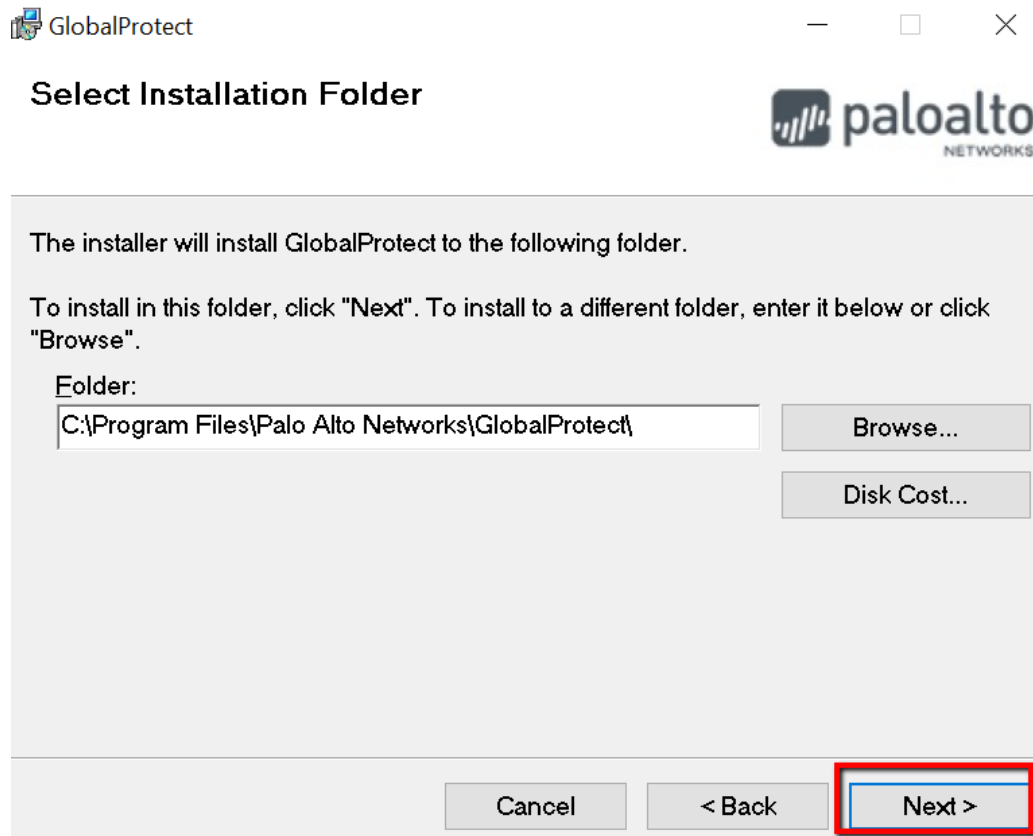 GlobalProtect
Select Installation Folder
paloalto
NETWORKS
The installer will install GlobalProtect to the following folder.
To install in this folder, click "Next". To install to a different folder, enter it below or click
"Browse".
Folder:
C:\Program Files\Palo Alto Networks\GlobalProtect\
Browse...
Disk Cost...
Cancel
< Back
Next >